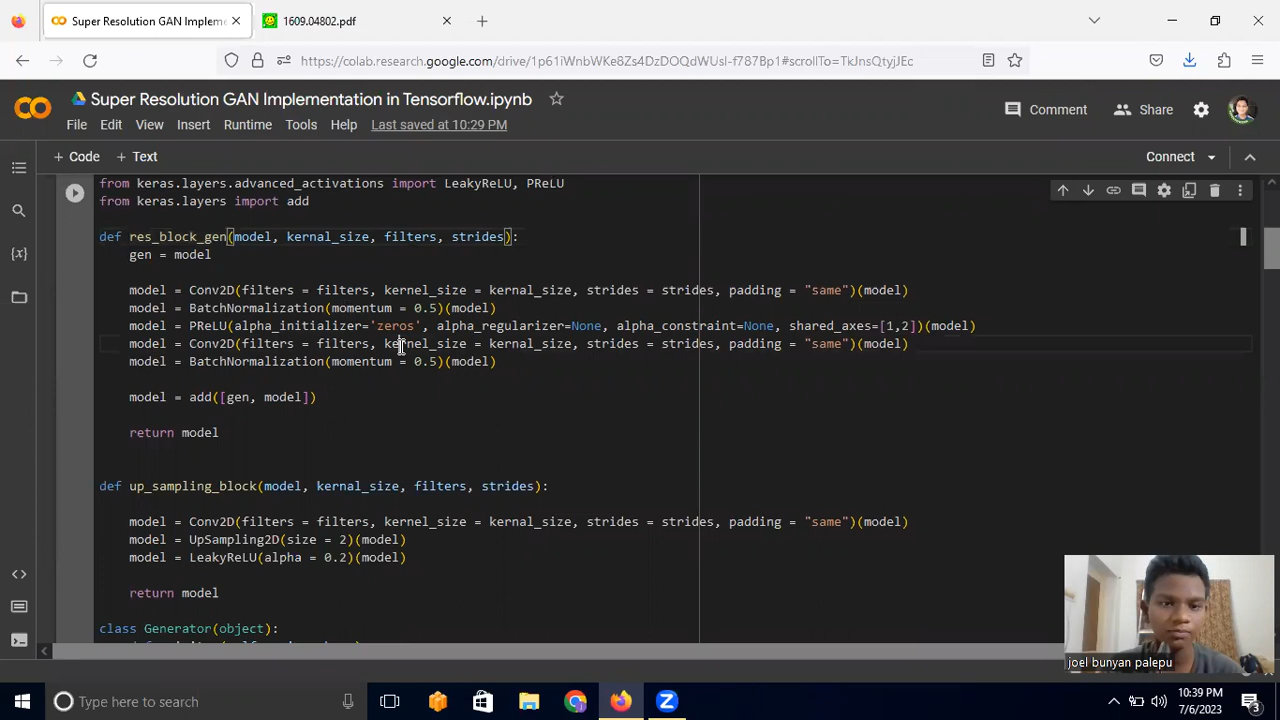 Super Resolution GAN Implem
1609.04802.pdf
https://colab.research.google.com/drive/1p61WnbWKe8Zs4DzDOQdWUsI-f787Bp1#scrollTo=TkJnsQtyjJEc
Super Resolution GAN Implementation in Tensorflow.ipynb
Comment
Share
File Edit View Insert Runtime Tools Help Last saved at 10:29 PM
+ Code + Text
Connect
from keras.layers.advanced_activations import LeakyReLU, PReLU
from keras.layers import add
def res_block_gen(model, kernal_size, filters, strides):
gen = model
model = Conv2D(filters = filters, kernel_size = kernal_size, strides = strides, padding = "same")(model)
model = BatchNormalization(momentum = 0.5)(model)
model = PReLU(alpha_initializer='zeros', alpha_regularizer=None, alpha_constraint=None, shared_axes=[1,2])(model)
model = Conv2D(filters = filters, kernel_size = kernal_size, strides = strides, padding = "same")(model)
model = BatchNormalization(momentum = 0.5)(model)
model = add([gen, model])
return model
def up_sampling_block(model, kernal_size, filters, strides):
model = Conv2D(filters = filters, kernel_size = kernal_size, strides = strides, padding = "same")(model)
model = UpSampling2D(size = 2)(model)
model = LeakyReLU(alpha = 0.2)(model)
return model
class Generator(object):
joel bunyan palepu
Type here to search
10:39 PM
7/6/2023
3